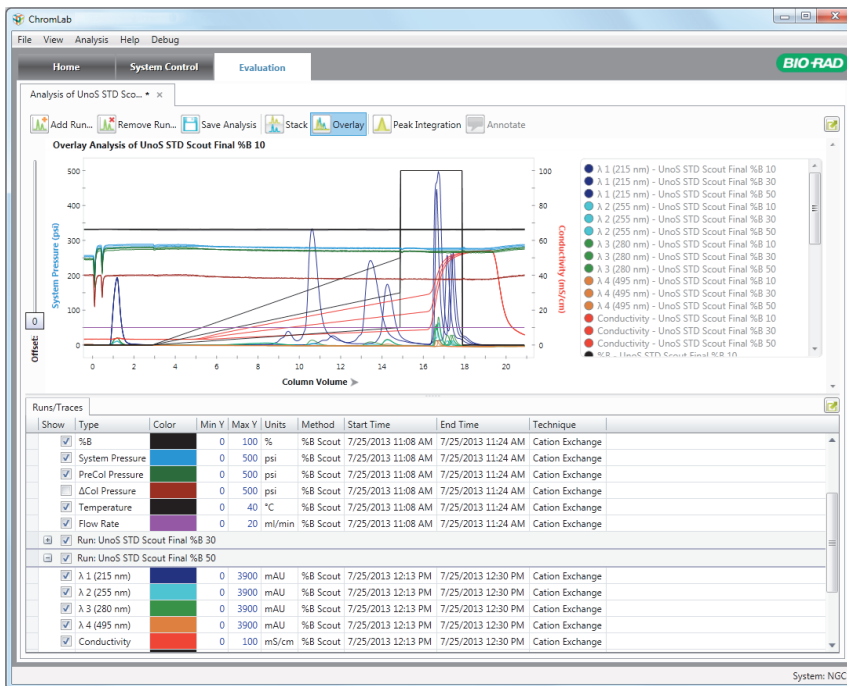 ChromLab
File View Analysis Help Debug
Home System Control Evaluation BIO-RAD
Analysis of UnoS STD Sco... * ×
Add Run... Remove Run... Save Analysis Stack Overlay Peak Integration Annotate
Overlay Analysis of UnoS STD Scout Final %B 10
500
400
300
200
100
0
System Pressure (psi)
100
80
60
40
20
0
Conductivity (mS/cm)
0 2 4 6 8 10 12 14 16 18 20
Column Volume
Offset: 0
λ 1 (215 nm) - UnoS STD Scout Final %B 10
λ 1 (215 nm) - UnoS STD Scout Final %B 30
λ 1 (215 nm) - UnoS STD Scout Final %B 50
λ 2 (255 nm) - UnoS STD Scout Final %B 10
λ 2 (255 nm) - UnoS STD Scout Final %B 30
λ 2 (255 nm) - UnoS STD Scout Final %B 50
λ 3 (280 nm) - UnoS STD Scout Final %B 10
λ 3 (280 nm) - UnoS STD Scout Final %B 30
λ 3 (280 nm) - UnoS STD Scout Final %B 50
λ 4 (495 nm) - UnoS STD Scout Final %B 10
λ 4 (495 nm) - UnoS STD Scout Final %B 30
λ 4 (495 nm) - UnoS STD Scout Final %B 50
Conductivity - UnoS STD Scout Final %B 10
Conductivity - UnoS STD Scout Final %B 30
Conductivity - UnoS STD Scout Final %B 50
%B - UnoS STD Scout Final %B 10
Runs/Traces
Show Type Color Min Y Max Y Units Method Start Time End Time Technique
%B 0 100 % %B Scout 7/25/2013 11:08 AM 7/25/2013 11:24 AM Cation Exchange
System Pressure 0 500 psi %B Scout 7/25/2013 11:08 AM 7/25/2013 11:24 AM Cation Exchange
PreCol Pressure 0 500 psi %B Scout 7/25/2013 11:08 AM 7/25/2013 11:24 AM Cation Exchange
ΔCol Pressure 0 500 psi %B Scout 7/25/2013 11:08 AM 7/25/2013 11:24 AM Cation Exchange
Temperature 0 40 °C %B Scout 7/25/2013 11:08 AM 7/25/2013 11:24 AM Cation Exchange
Flow Rate 0 20 ml/min %B Scout 7/25/2013 11:08 AM 7/25/2013 11:24 AM Cation Exchange
Run: UnoS STD Scout Final %B 30
Run: UnoS STD Scout Final %B 50
λ 1 (215 nm) 0 3900 mAU %B Scout 7/25/2013 12:13 PM 7/25/2013 12:30 PM Cation Exchange
λ 2 (255 nm) 0 3900 mAU %B Scout 7/25/2013 12:13 PM 7/25/2013 12:30 PM Cation Exchange
λ 3 (280 nm) 0 3900 mAU %B Scout 7/25/2013 12:13 PM 7/25/2013 12:30 PM Cation Exchange
λ 4 (495 nm) 0 3900 mAU %B Scout 7/25/2013 12:13 PM 7/25/2013 12:30 PM Cation Exchange
Conductivity 0 100 mS/cm %B Scout 7/25/2013 12:13 PM 7/25/2013 12:30 PM Cation Exchange
System: NGC